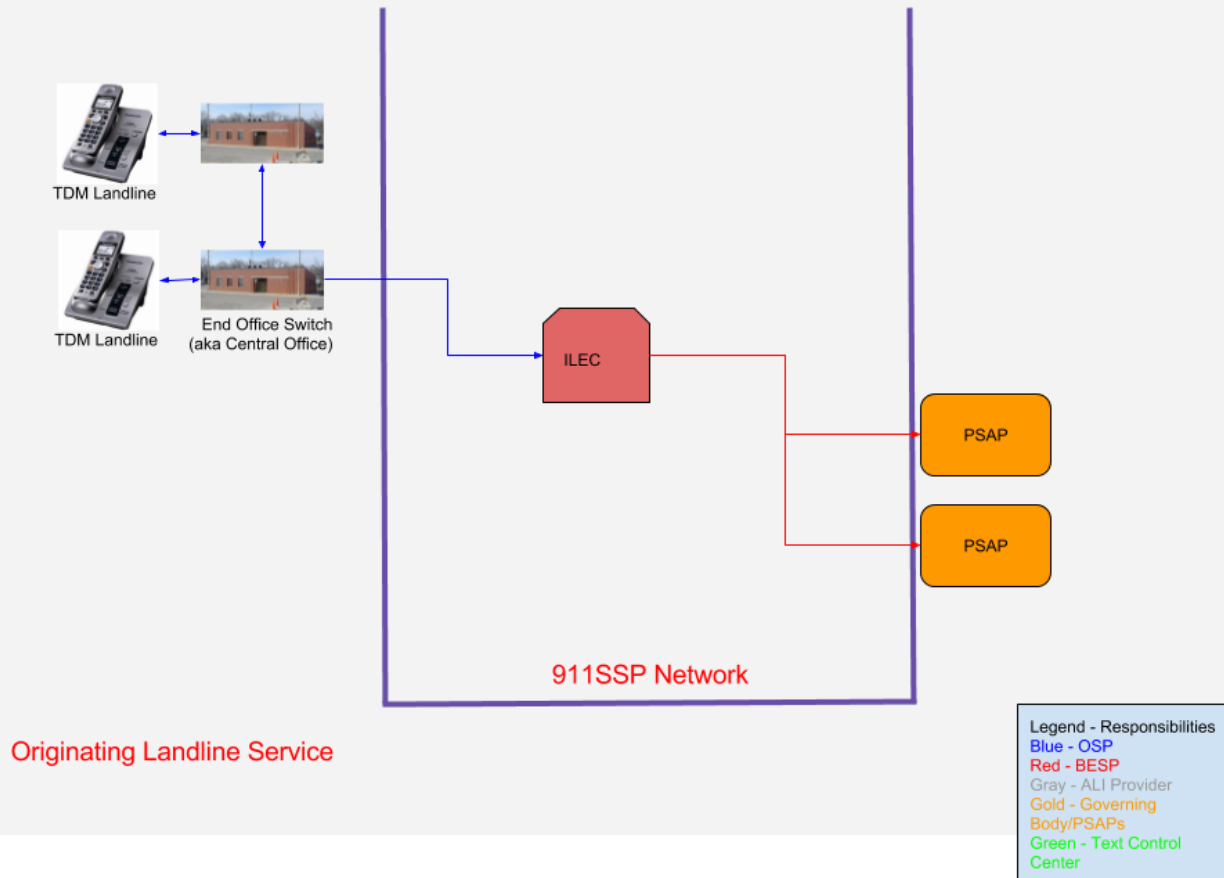 TDM Landline
TDM Landline
End Office Switch
(aka Central Office)
ILEC
PSAP
PSAP
911SSP Network
Originating Landline Service
Legend - Responsibilities
Blue - OSP
Red - BESP
Gray - ALI Provider
Gold - Governing
Body/PSAPs
Green - Text Control
Center